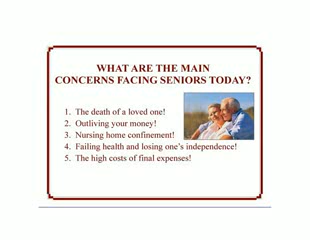 WHAT ARE THE MAIN
CONCERNS FACING SENIORS TODAY?
1. The death of a loved one!
2. Outliving your money!
3. Nursing home confinement!
4. Failing health and losing one's independence!
5. The high costs of final expenses!